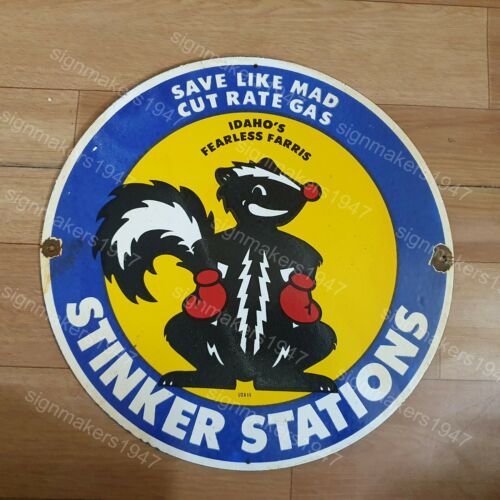 SAVE LIKE MAD
CUT RATE GAS
IDAHO'S
FEARLESS FARRIS
STINKER STATIONS
signmakers1947